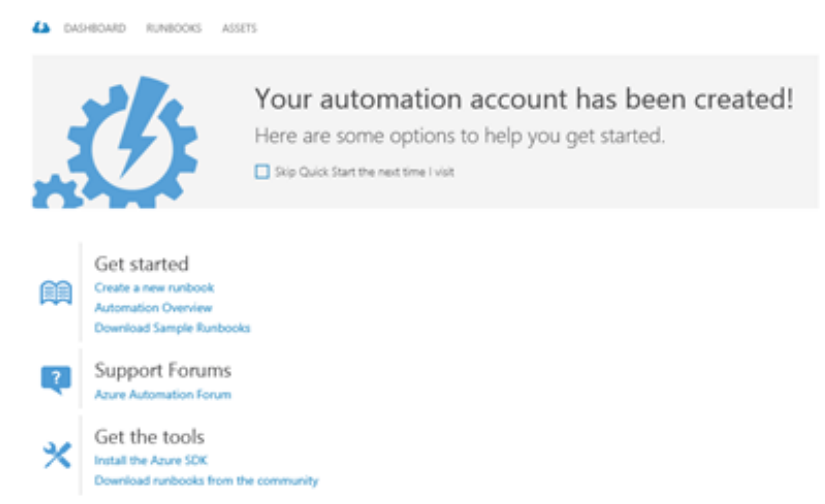 DASHBOARD RUNBOOKS ASSETS
Your automation account has been created!
Here are some options to help you get started.
Skip Quick Start the next time I visit
Get started
Create a new runbook
Automation Overview
Download Sample Runbooks
?
Support Forums
Azure Automation Forum
Get the tools
Install the Azure SDK
Download runbooks from the community